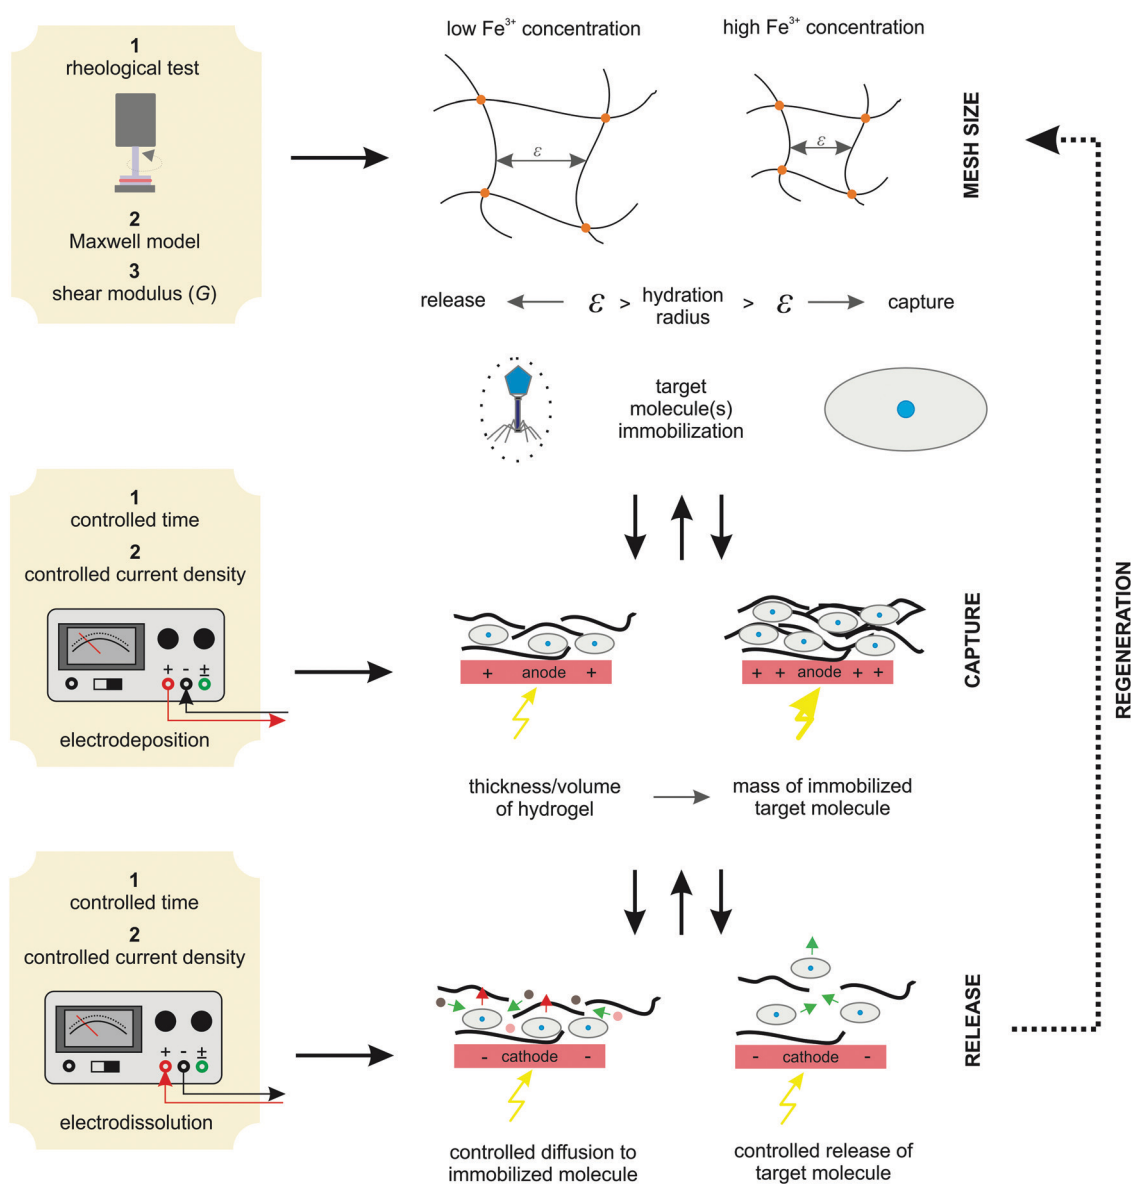 1
rheological test
2
Maxwell model
3
shear modulus (G)
low Fe³⁺ concentration
high Fe³⁺ concentration
ε
ε
MESH SIZE
release
ε > hydration radius > ε
capture
target
molecule(s)
immobilization
1
controlled time
2
controlled current density
+ - ±
electrodeposition
+ anode +
+ + anode + +
CAPTURE
thickness/volume
of hydrogel
mass of immobilized
target molecule
REGENERATION
1
controlled time
2
controlled current density
+ - ±
electrodissolution
- cathode -
- cathode -
RELEASE
controlled diffusion to
immobilized molecule
controlled release of
target molecule